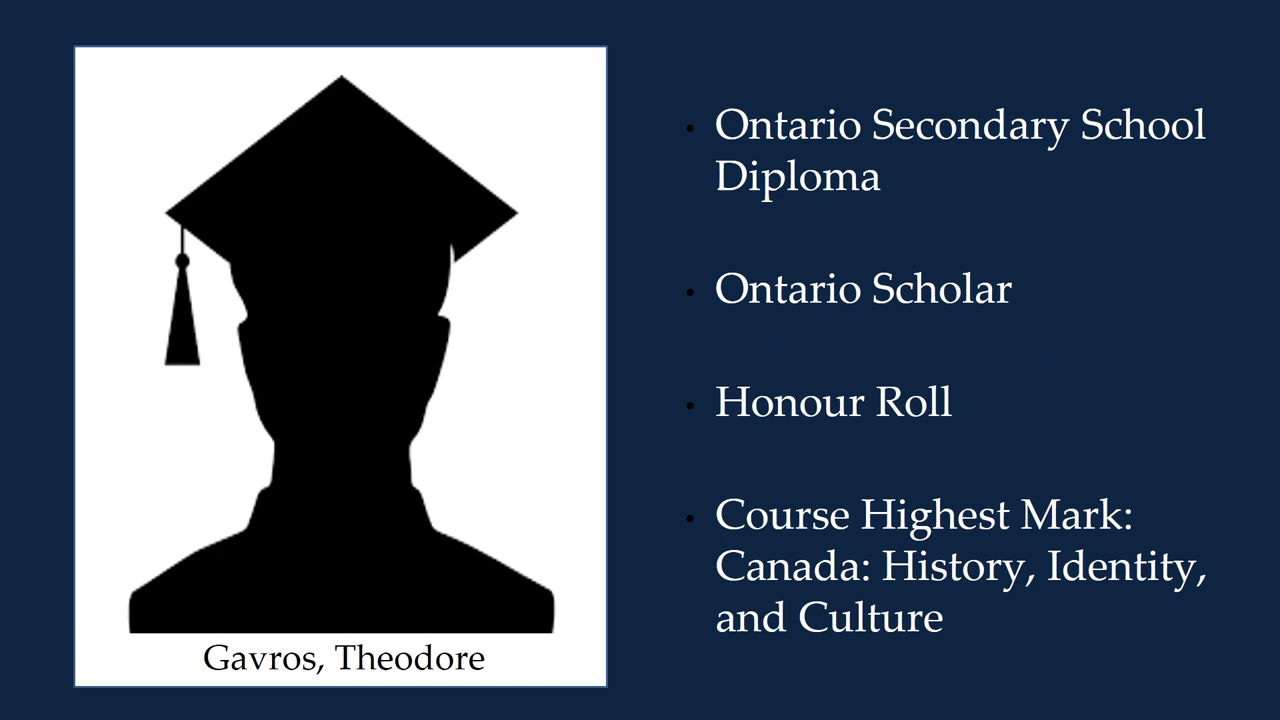 Gavros, Theodore
• Ontario Secondary School
Diploma
• Ontario Scholar
• Honour Roll
• Course Highest Mark:
Canada: History, Identity,
and Culture